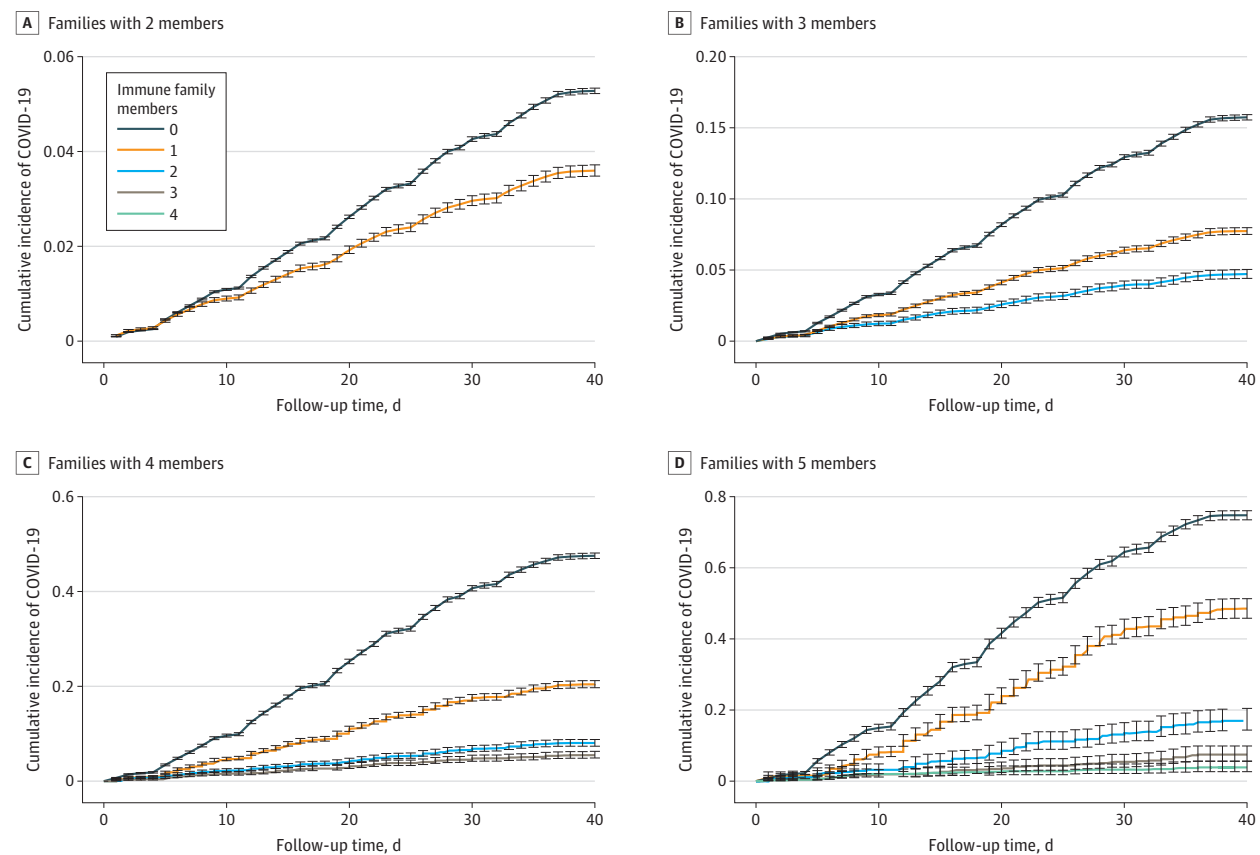 A Families with 2 members
Cumulative incidence of COVID-19
0.06
0.04
0.02
0
Immune family
members
0
1
2
3
4
0 10 20 30 40
Follow-up time, d
B Families with 3 members
Cumulative incidence of COVID-19
0.20
0.15
0.10
0.05
0
0 10 20 30 40
Follow-up time, d
C Families with 4 members
Cumulative incidence of COVID-19
0.6
0.4
0.2
0
0 10 20 30 40
Follow-up time, d
D Families with 5 members
Cumulative incidence of COVID-19
0.8
0.6
0.4
0.2
0
0 10 20 30 40
Follow-up time, d